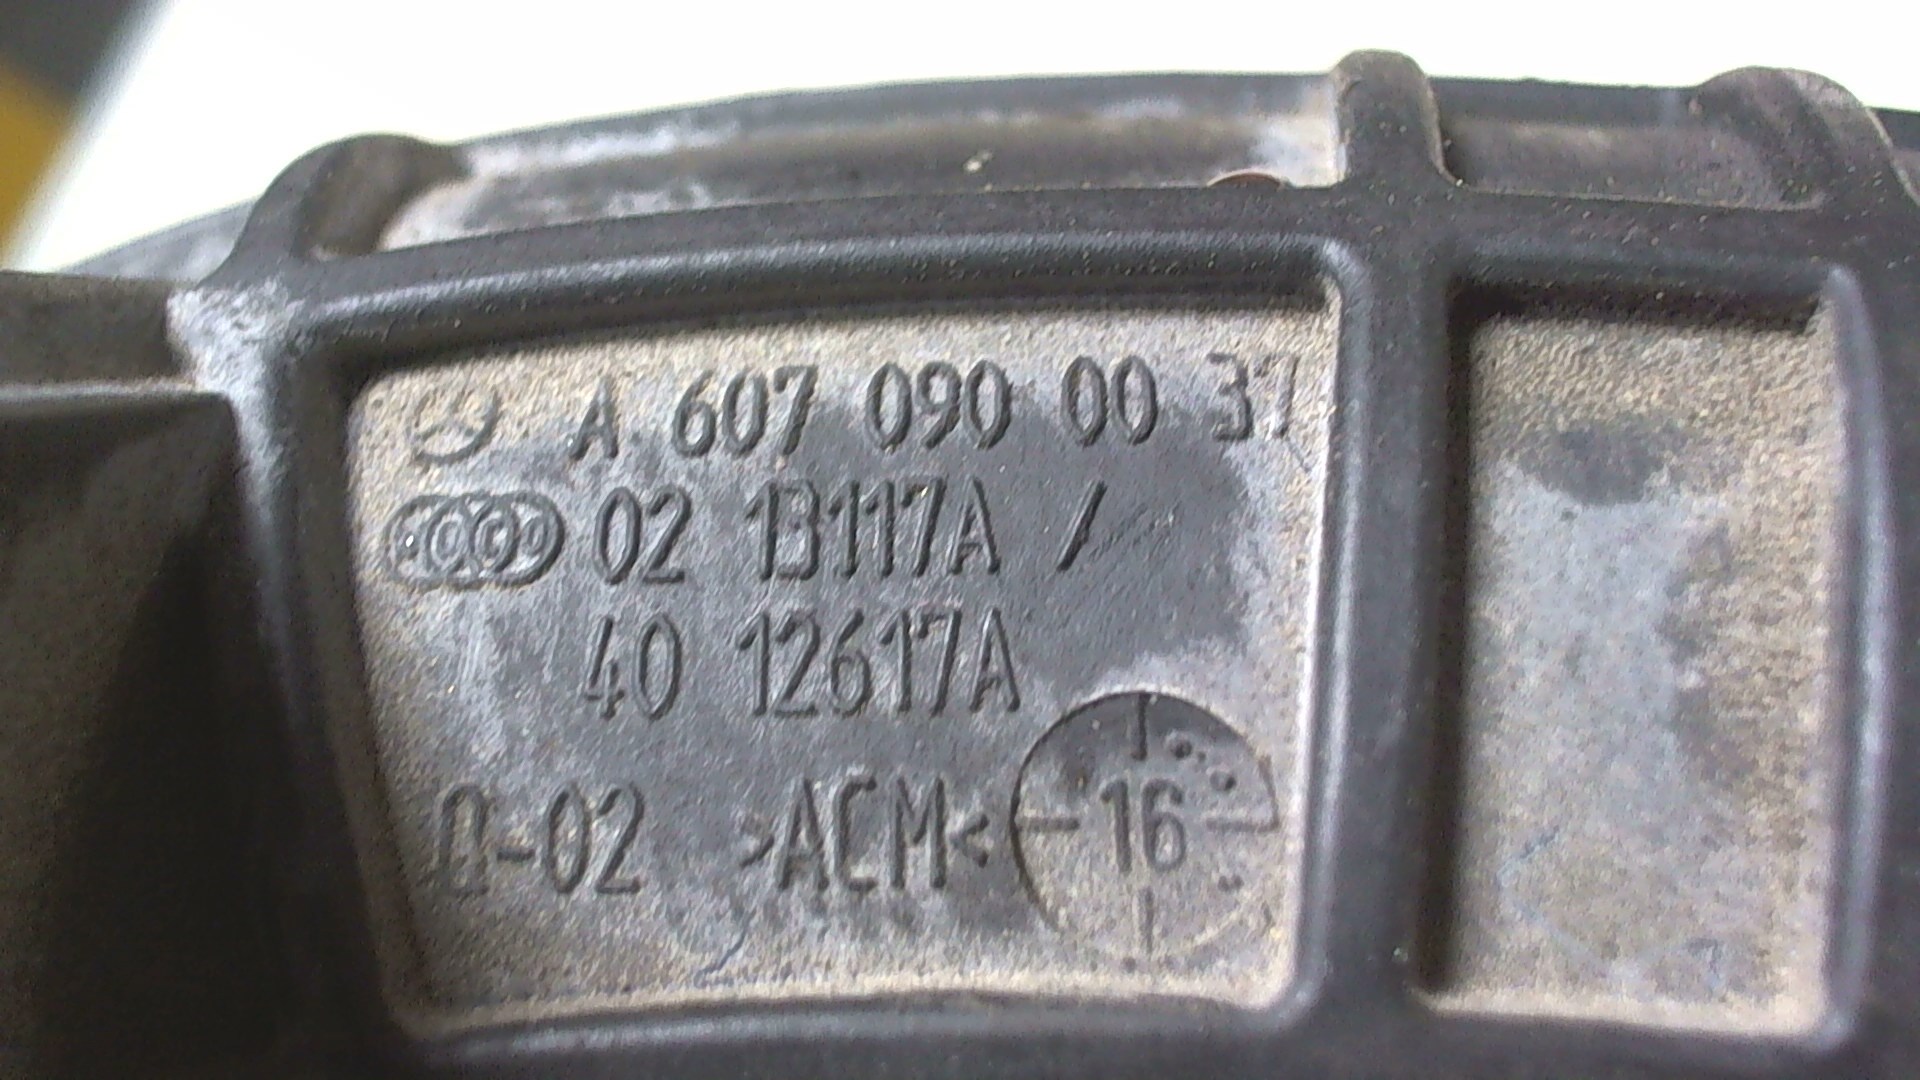 A 607 090 00 37
02 13117A /
40 12617A
-02 >ACM< 16